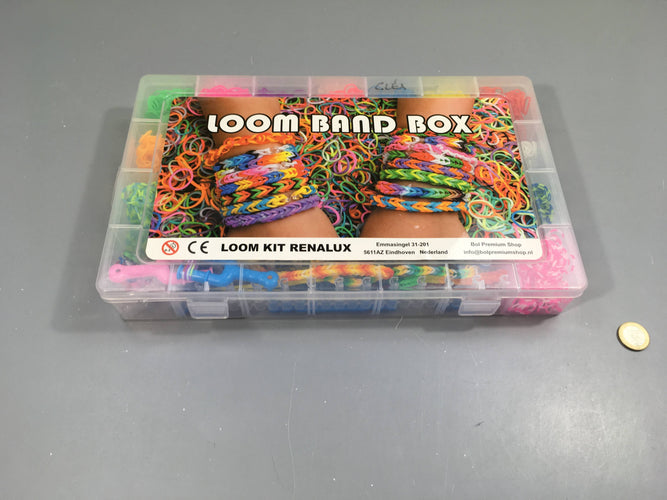 CLÉA
LOOM BAND BOX
CE LOOM KIT RENALUX
Emmasingel 31-201
5611AZ Eindhoven Nederland
Bol Premium Shop
info@bolpremiumshop.nl